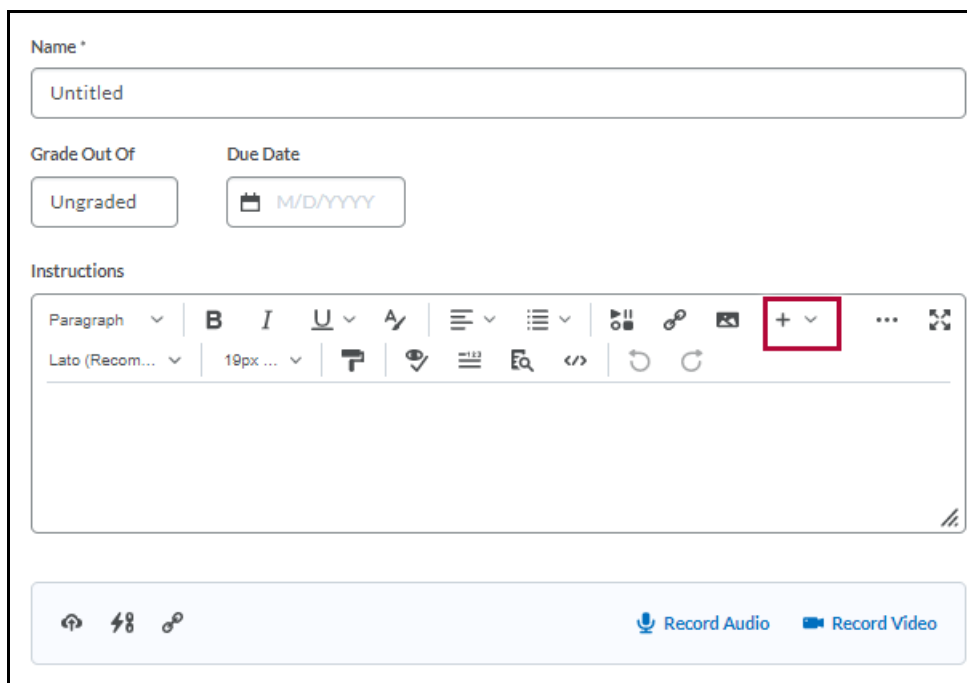 Name *
Untitled
Grade Out Of Due Date
Ungraded M/D/YYYY
Instructions
Paragraph B I U A
Lato (Recom... 19px ...
Record Audio Record Video